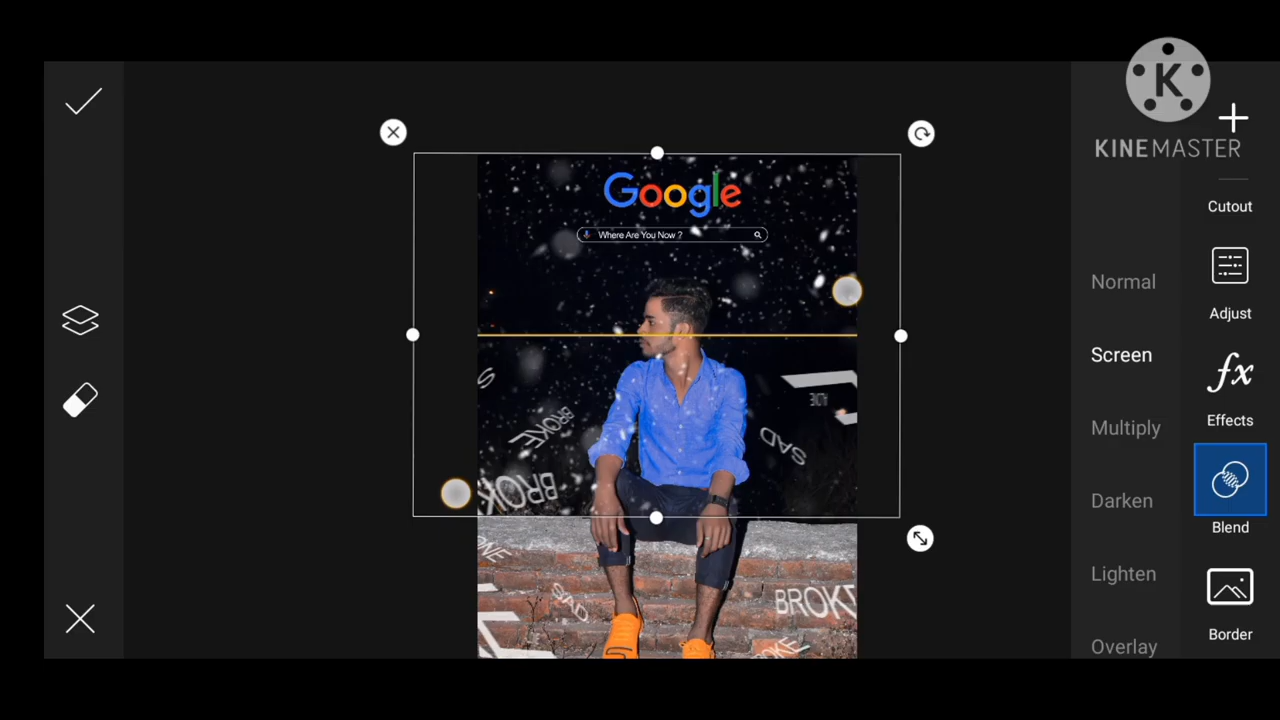 KINEMASTER
Google
Where Are You Now ?
Cutout
Adjust
Normal
Effects
Screen
Multiply
Blend
Darken
Lighten
Border
Overlay
S
BROKE
SAD
BROK
SAD
BROKE
BROKE